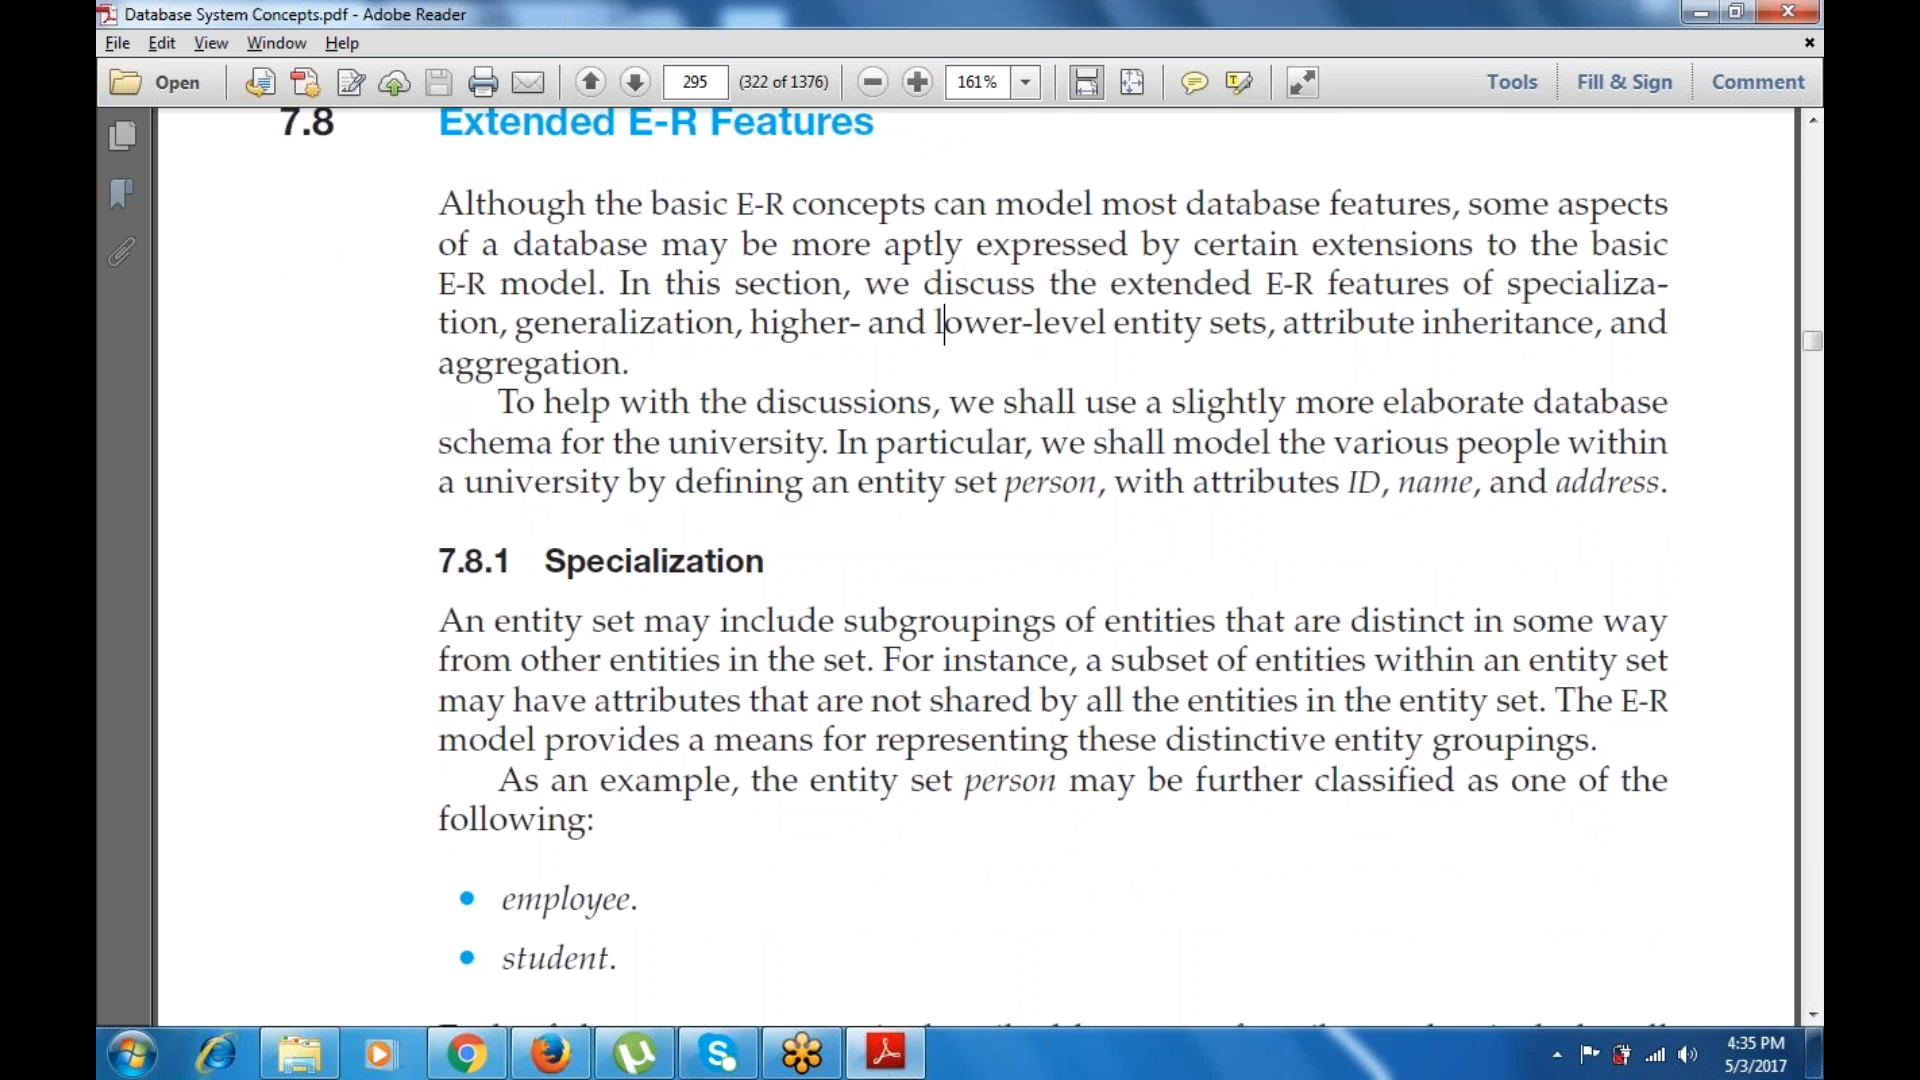 Database System Concepts.pdf - Adobe Reader
File Edit View Window Help
Open 295 (322 of 1376) 161% Tools Fill & Sign Comment
7.8 Extended E-R Features
Although the basic E-R concepts can model most database features, some aspects
of a database may be more aptly expressed by certain extensions to the basic
E-R model. In this section, we discuss the extended E-R features of specializa-
tion, generalization, higher- and lower-level entity sets, attribute inheritance, and
aggregation.
To help with the discussions, we shall use a slightly more elaborate database
schema for the university. In particular, we shall model the various people within
a university by defining an entity set person, with attributes ID, name, and address.
7.8.1 Specialization
An entity set may include subgroupings of entities that are distinct in some way
from other entities in the set. For instance, a subset of entities within an entity set
may have attributes that are not shared by all the entities in the entity set. The E-R
model provides a means for representing these distinctive entity groupings.
As an example, the entity set person may be further classified as one of the
following:
• employee.
• student.
4:35 PM
5/3/2017